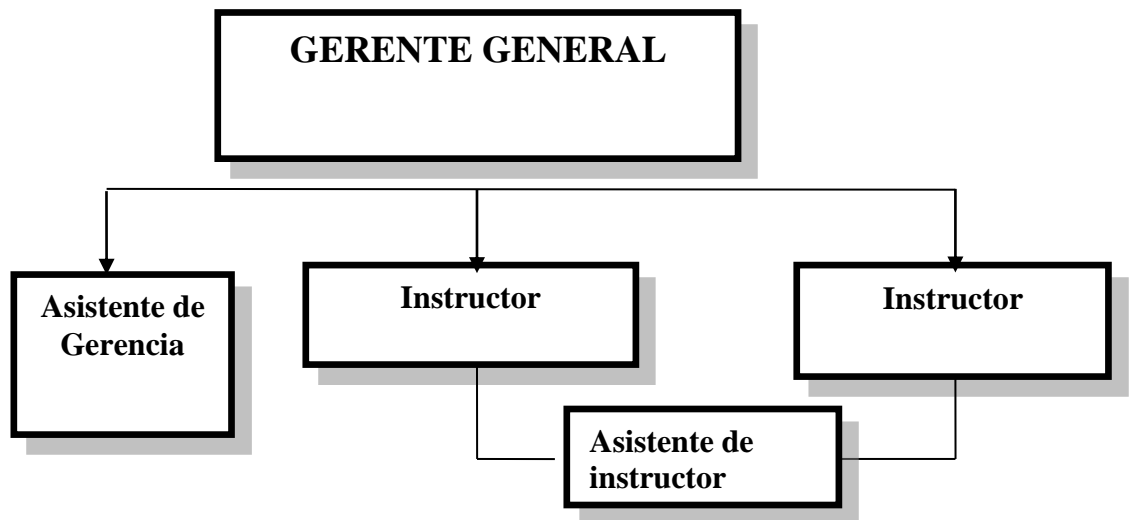 GERENTE GENERAL
Asistente de
Gerencia
Instructor
Instructor
Asistente de
instructor